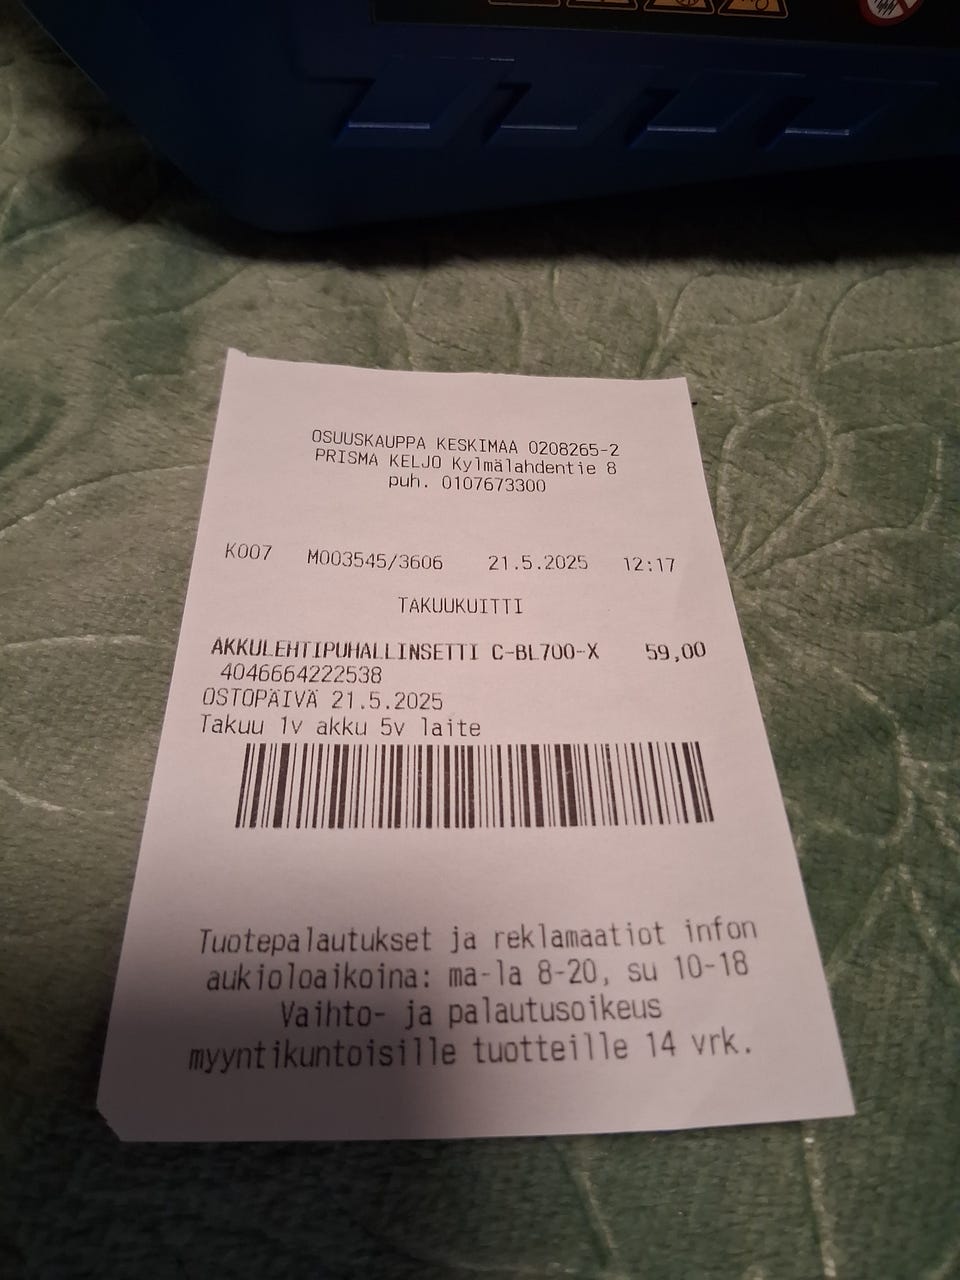 OSUUSKAUPPA KESKIMAA 0208265-2
PRISMA KELJO Kylmälahdentie 8
puh. 0107673300
K007 M003545/3606 21.5.2025 12:17
TAKUUKUITTI
AKKULEHTIPUHALLINSETTI C-BL700-X 59,00
4046664222538
OSTOPÄIVÄ 21.5.2025
Takuu 1v akku 5v laite
Tuotepalautukset ja reklamaatiot infon
aukioloaikoina: ma-la 8-20, su 10-18
Vaihto- ja palautusoikeus
myyntikuntoisille tuotteille 14 vrk.